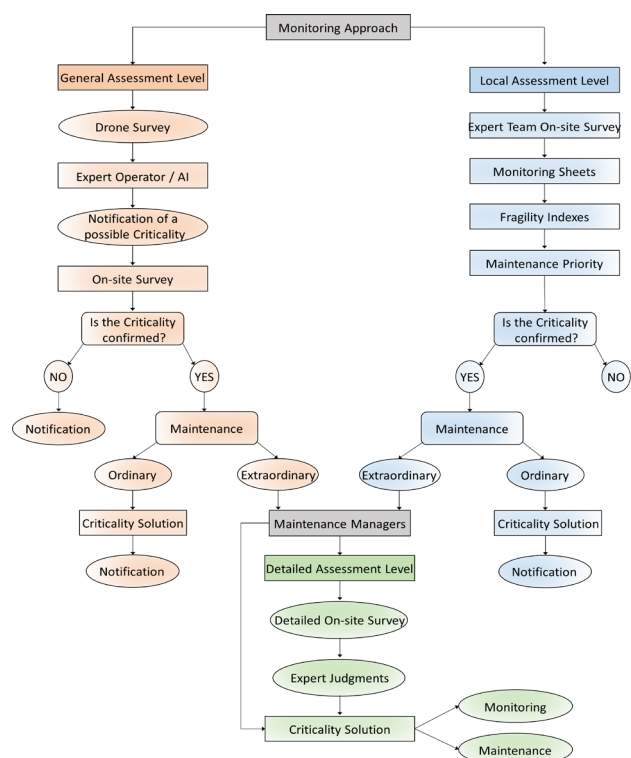 Monitoring Approach
General Assessment Level
Local Assessment Level
Drone Survey
Expert Team On-site Survey
Expert Operator / AI
Monitoring Sheets
Notification of a
possible Criticality
Fragility Indexes
On-site Survey
Maintenance Priority
Is the Criticality
confirmed?
Is the Criticality
confirmed?
NO
YES
YES
NO
Notification
Maintenance
Maintenance
Ordinary
Extraordinary
Extraordinary
Ordinary
Criticality Solution
Maintenance Managers
Criticality Solution
Notification
Detailed Assessment Level
Notification
Detailed On-site Survey
Expert Judgments
Monitoring
Criticality Solution
Maintenance